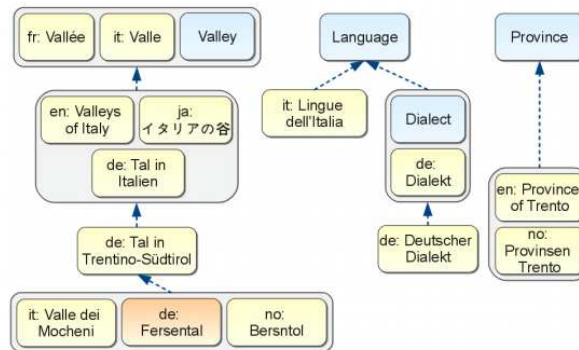 fr: Vallée
it: Valle
Valley
Language
Province
en: Valleys
of Italy
ja:
イタリアの谷
de: Tal in
Italien
it: Lingue
dell'Italia
Dialect
de:
Dialekt
de: Tal in
Trentino-Südtirol
de: Deutscher
Dialekt
en: Province
of Trento
no:
Provinsen
Trento
it: Valle dei
Mocheni
de:
Fersental
no:
Bersntol